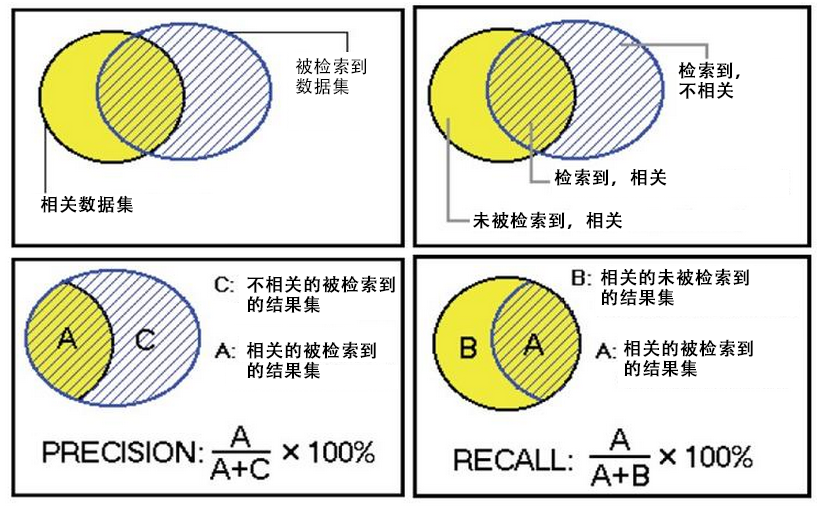 被检索到
数据集
相关数据集
检索到，
不相关
检索到，相关
未被检索到，相关
C: 不相关的被检索到
的结果集
A: 相关的被检索到
的结果集
A
C
PRECISION: A/A+C × 100%
B: 相关的未被检索到
的结果集
A: 相关的被检索到
的结果集
B
A
RECALL: A/A+B × 100%